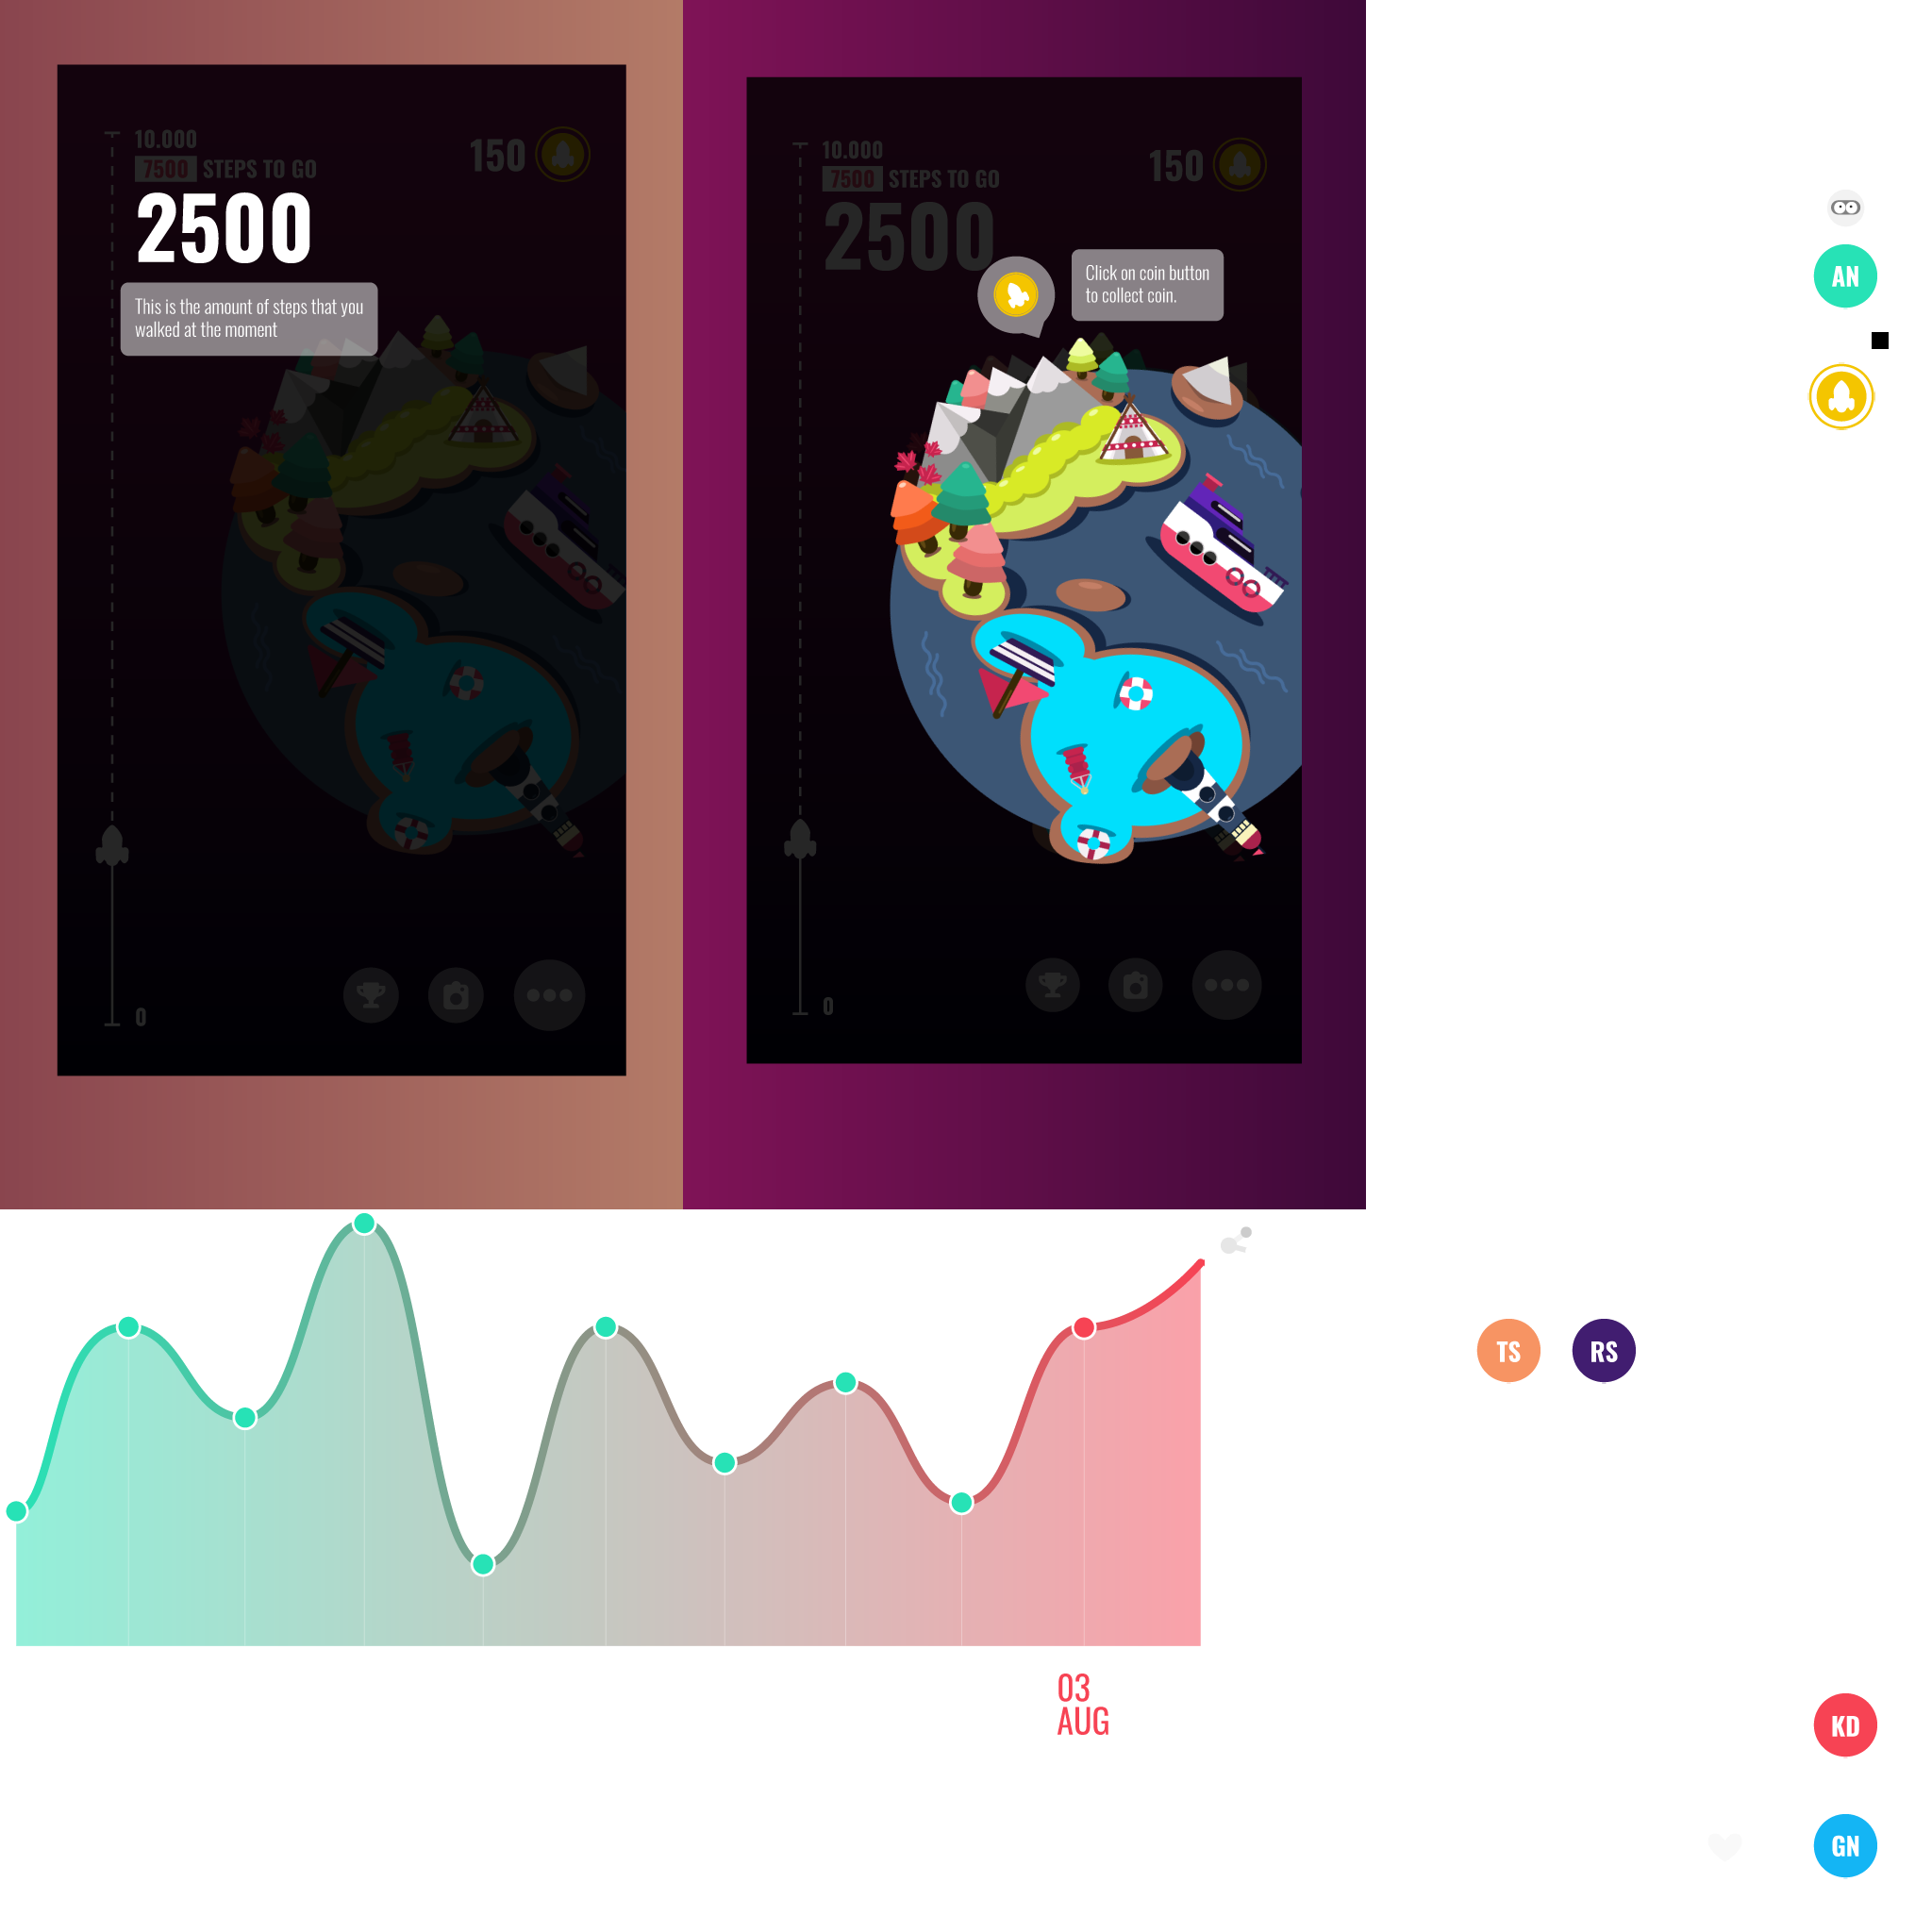 10.000
7500 STEPS TO GO
2500
150
This is the amount of steps that you
walked at the moment
0
10.000
7500 STEPS TO GO
2500
150
Click on coin button
to collect coin.
0
AN
TS
RS
03
AUG
KD
GN